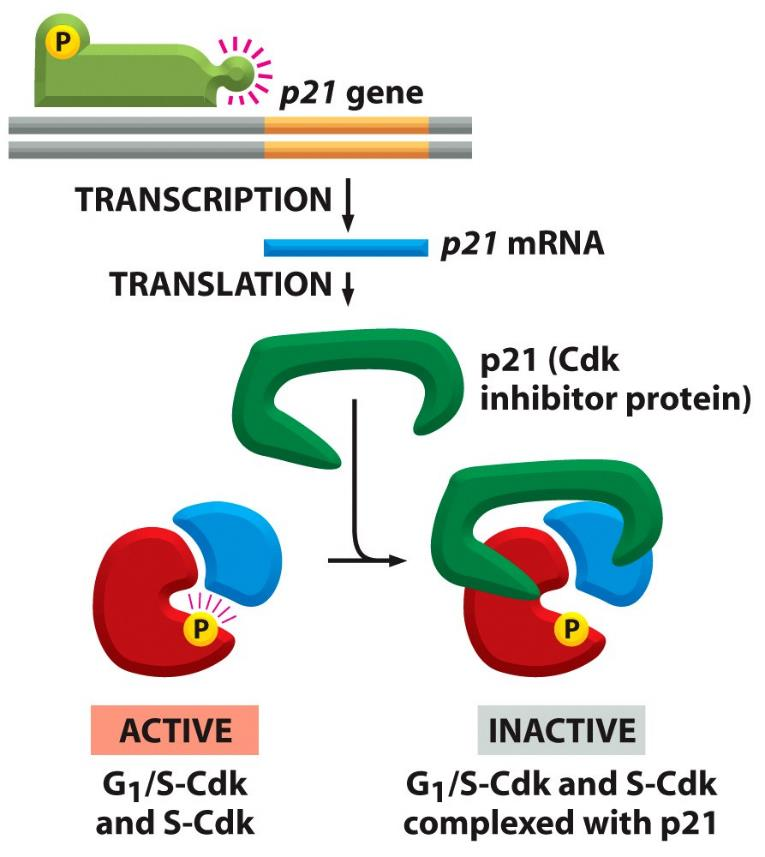 P
p21 gene
TRANSCRIPTION
p21 mRNA
TRANSLATION
p21 (Cdk
inhibitor protein)
P
P
ACTIVE
G1/S-Cdk
and S-Cdk
INACTIVE
G1/S-Cdk and S-Cdk
complexed with p21